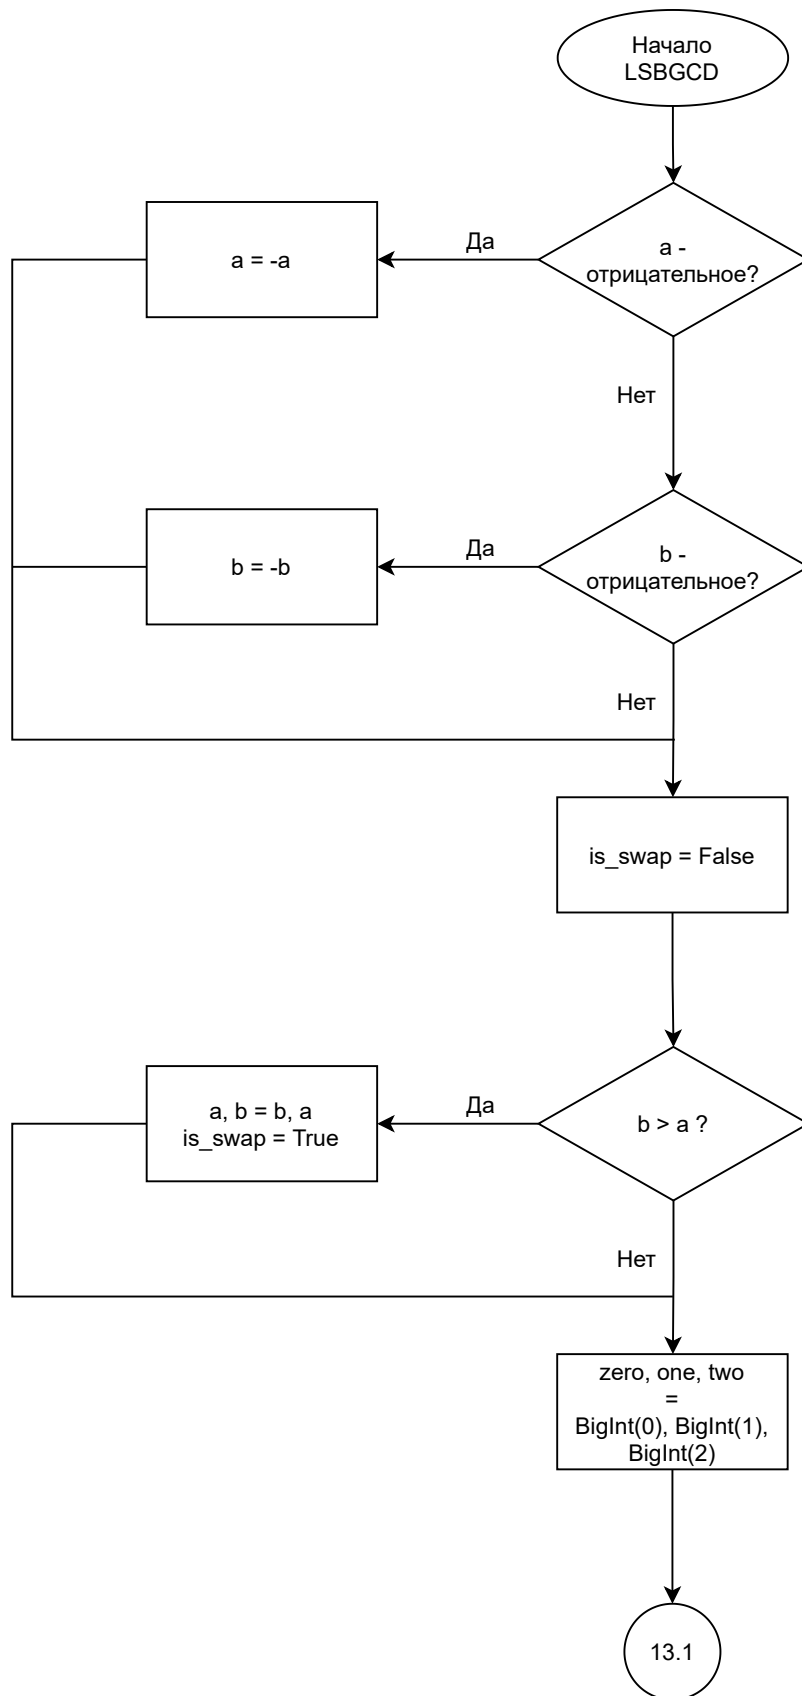 Начало
LSBGCD
a -
отрицательное?
Да
a = -a
Нет
b -
отрицательное?
Да
b = -b
Нет
is_swap = False
b > a ?
Да
a, b = b, a
is_swap = True
Нет
zero, one, two
=
BigInt(0), BigInt(1),
BigInt(2)
13.1